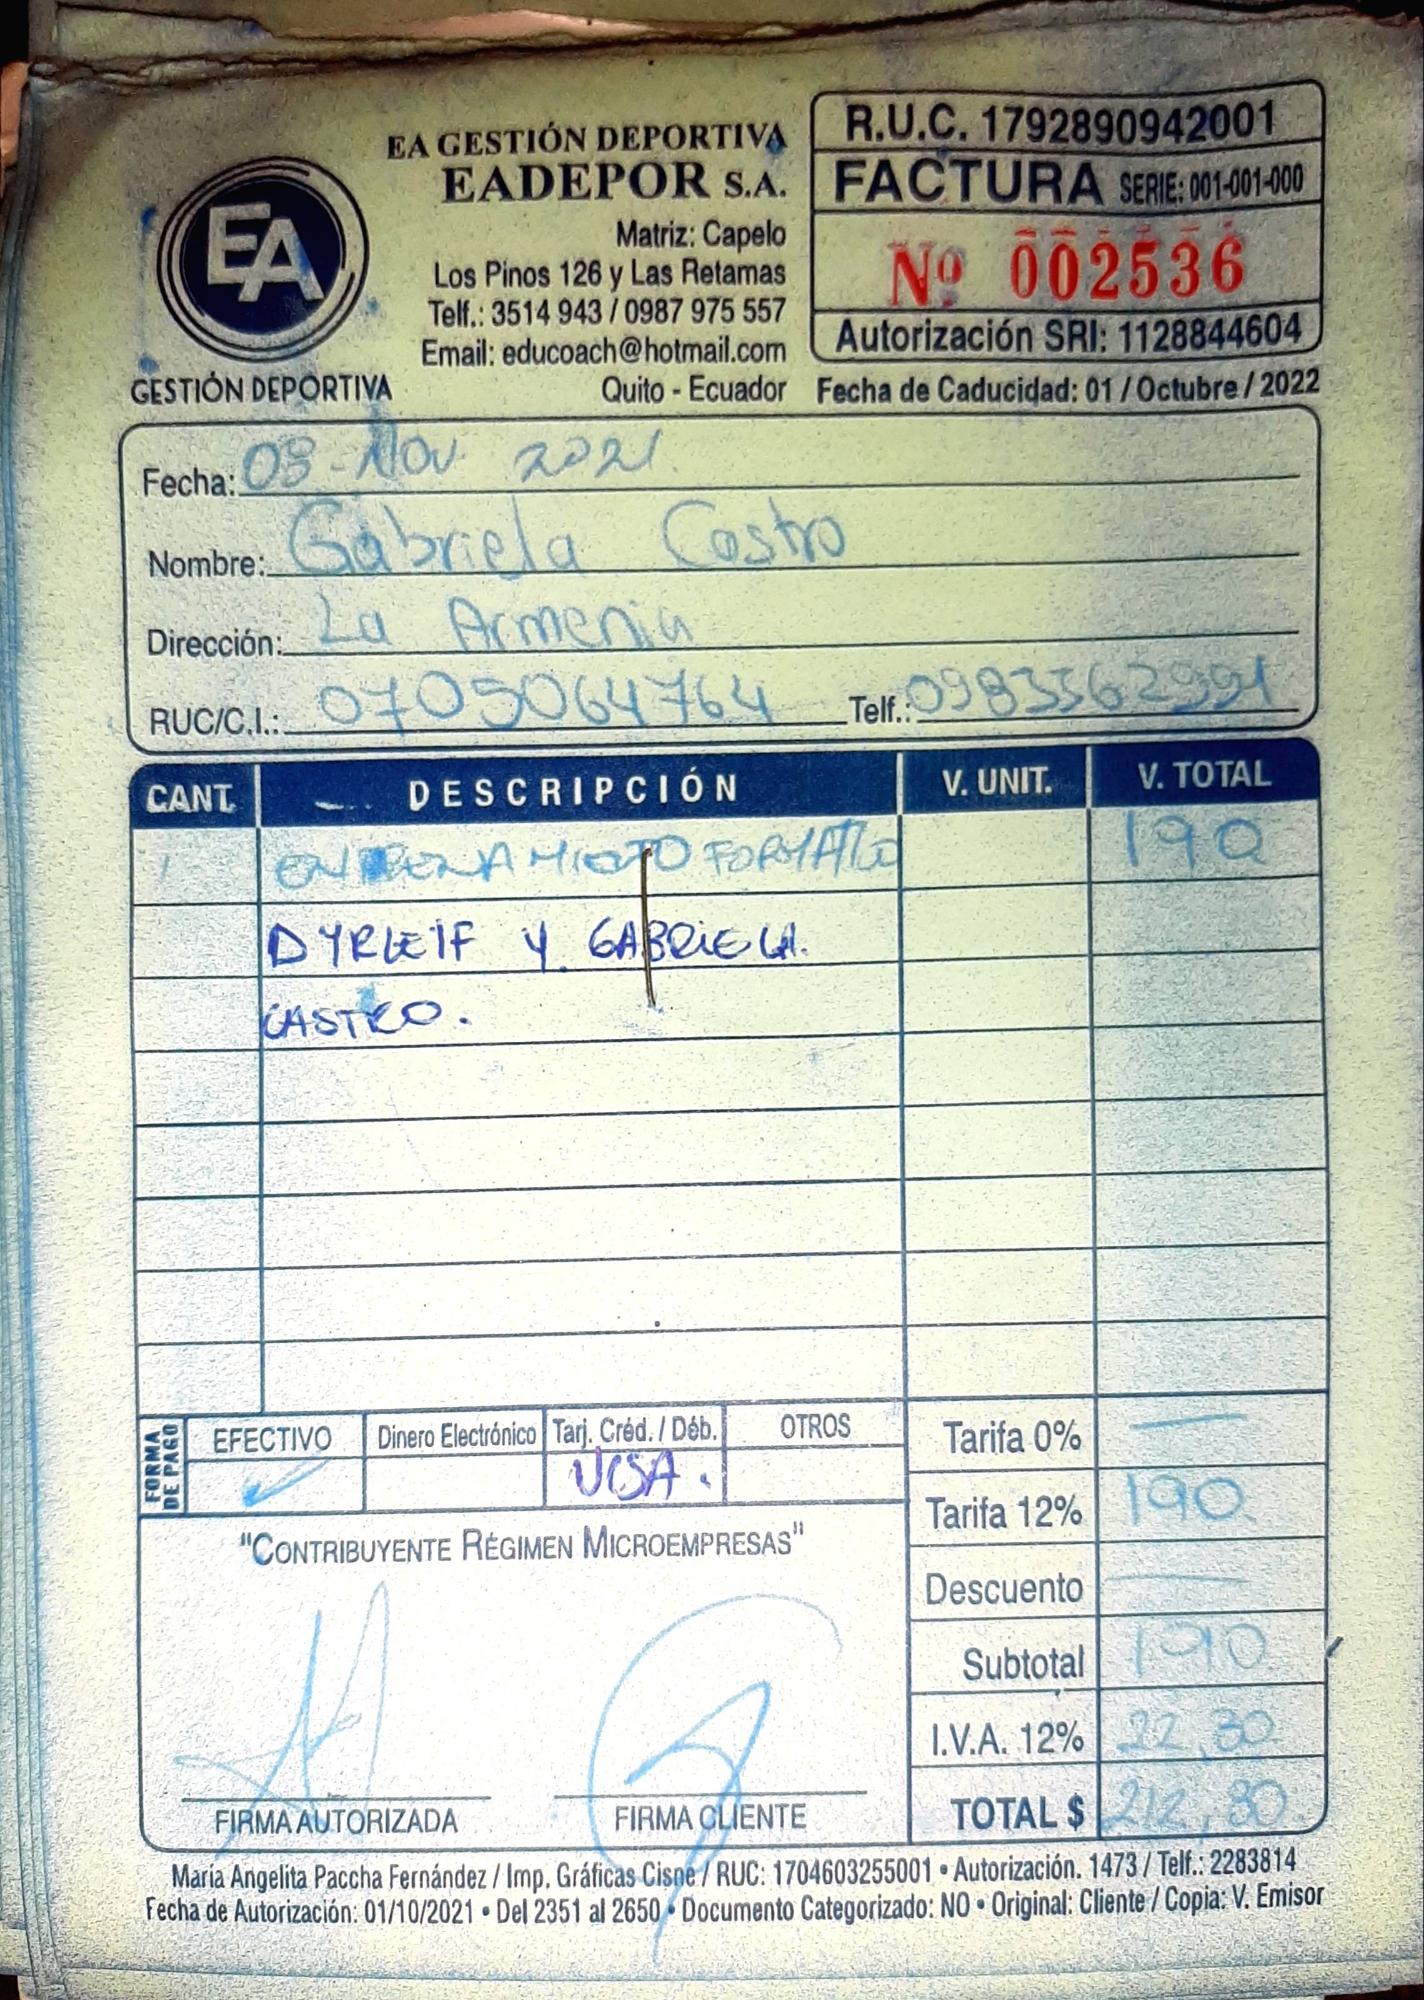 EA GESTIÓN DEPORTIVA
EADEPOR S.A.
Matriz: Capelo
Los Pinos 126 y Las Retamas
Telf.: 3514 943 / 0987 975 557
Email: educoach@hotmail.com
Quito - Ecuador
EA
GESTIÓN DEPORTIVA
R.U.C. 1792890942001
FACTURA SERIE: 001-001-000
Nº 002536
Autorización SRI: 1128844604
Fecha de Caducidad: 01 / Octubre / 2022
Fecha: 03-Nov 2021.
Nombre: Gabriela Castro
Dirección: La Armenia
RUC/C.I.: 0705064764 Telf.: 0983362991
CANT. DESCRIPCIÓN V. UNIT. V. TOTAL
1 FORMATIVO 190
DYRLEIF Y GABRIELA.
CASTRO.
FORMA DE PAGO
EFECTIVO Dinero Electrónico Tarj. Créd. / Déb. OTROS
VISA.
Tarifa 0%
Tarifa 12% 190.
Descuento
Subtotal 190
I.V.A. 12% 22,30
TOTAL $ 212,30.
"CONTRIBUYENTE RÉGIMEN MICROEMPRESAS"
FIRMA AUTORIZADA FIRMA CLIENTE
María Angelita Paccha Fernández / Imp. Gráficas Cisne / RUC: 1704603255001 • Autorización. 1473 / Telf.: 2283814
Fecha de Autorización: 01/10/2021 • Del 2351 al 2650 • Documento Categorizado: NO • Original: Cliente / Copia: V. Emisor